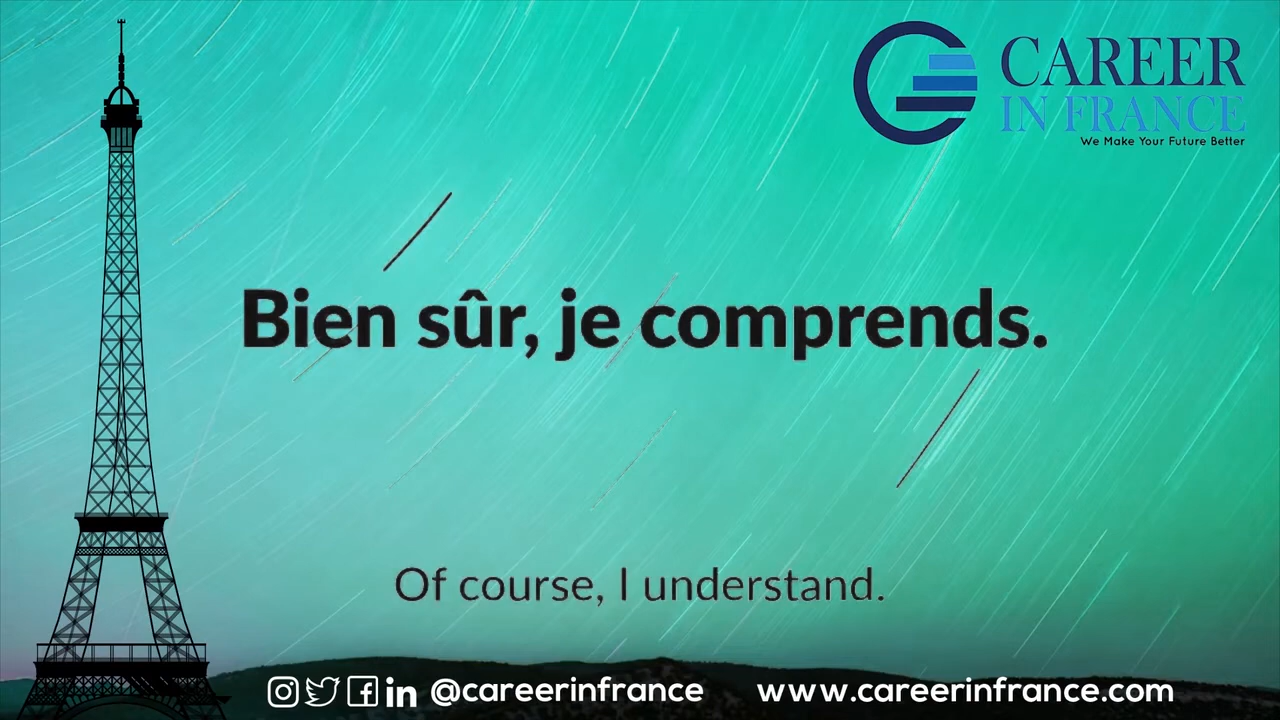 CAREER
IN FRANCE
We Make Your Future Better
Bien sûr, je comprends.
Of course, I understand.
@careerinfrance www.careerinfrance.com